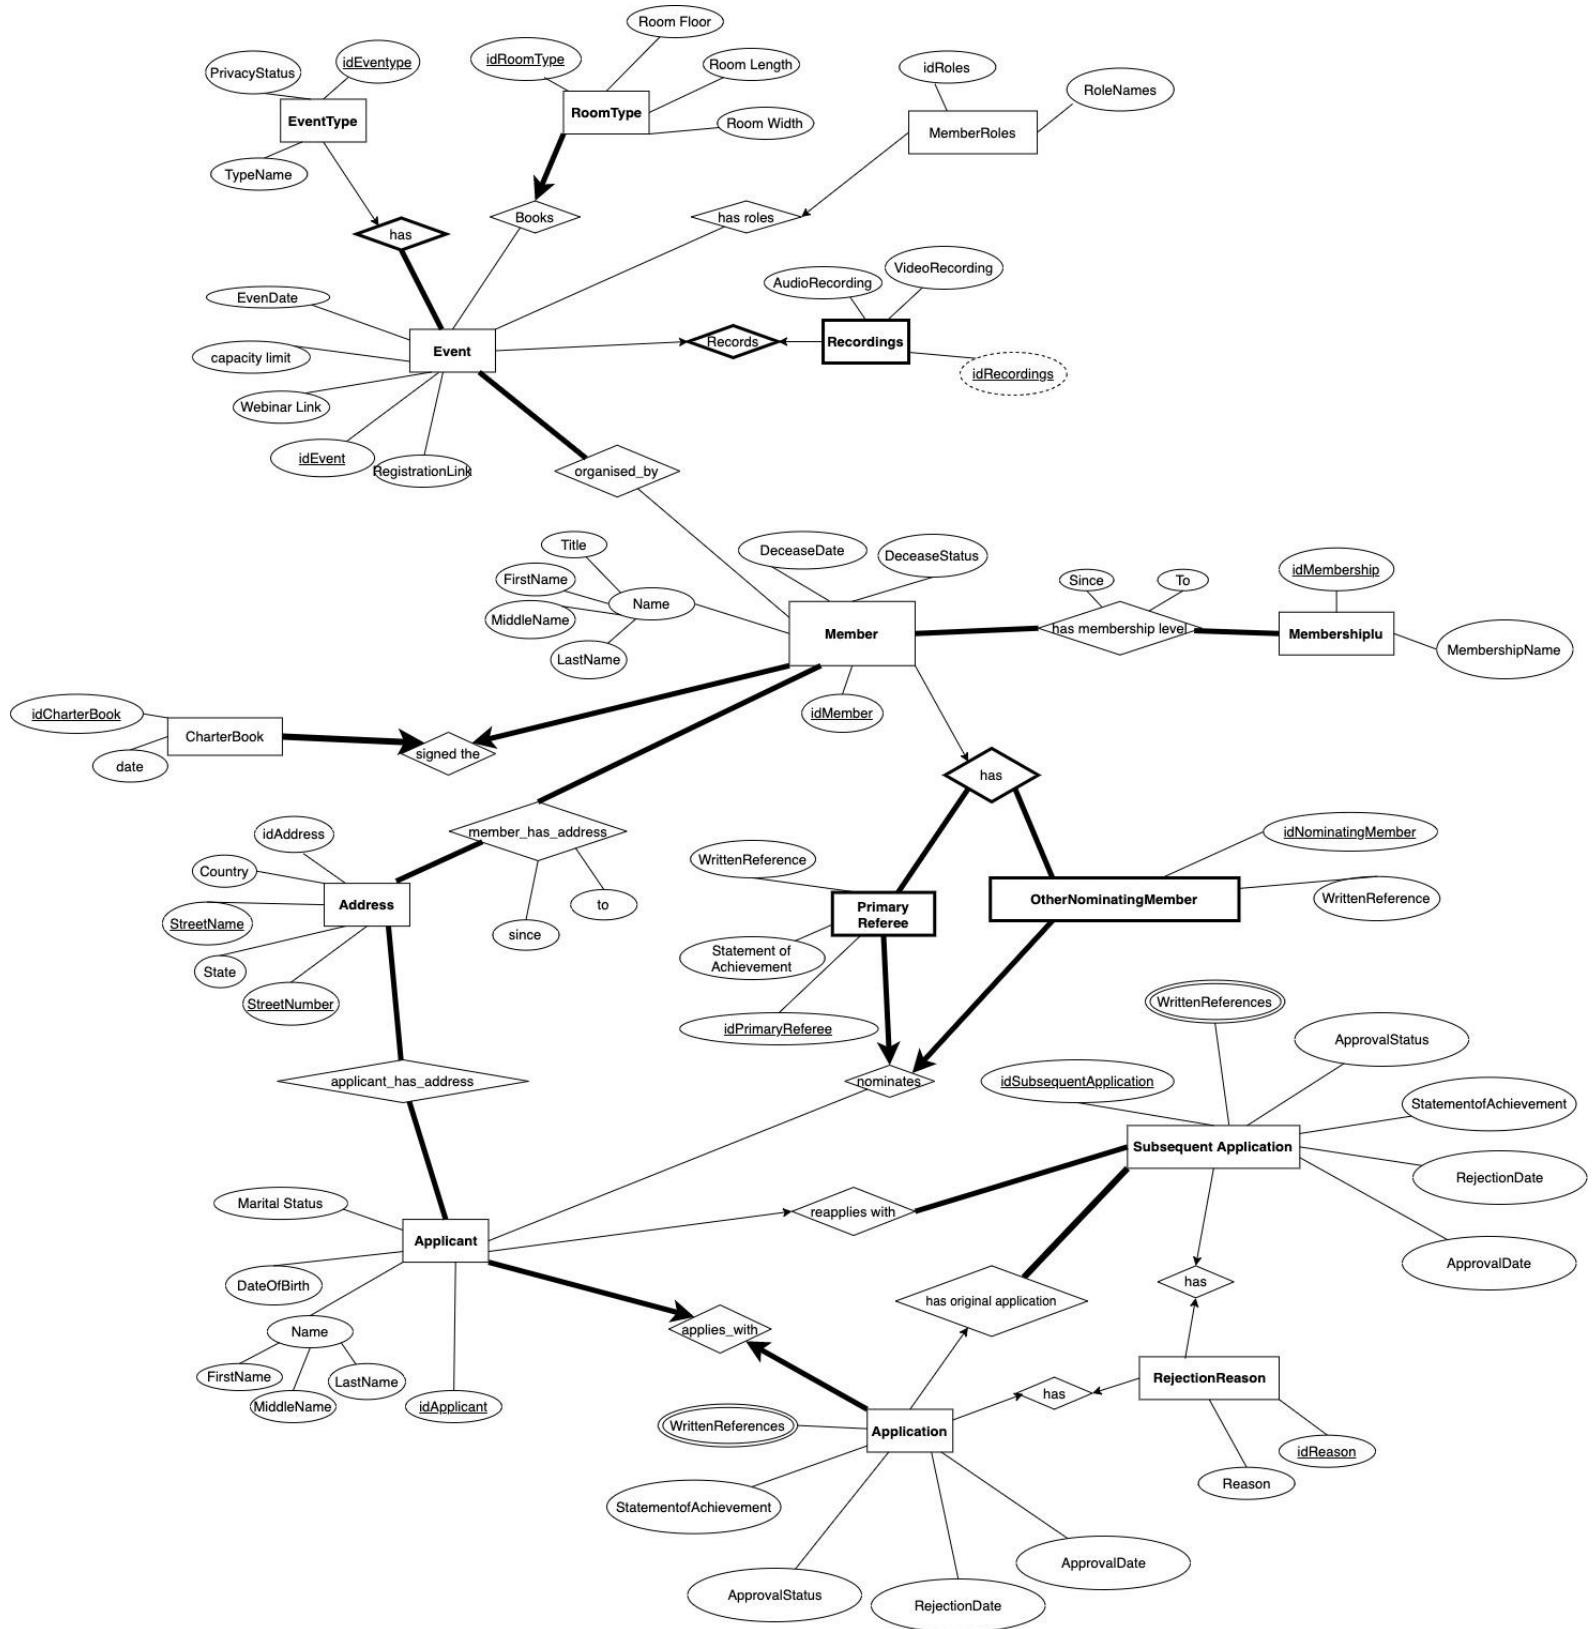 Room Floor
idRoomType
idEventype
PrivacyStatus
Room Length
idRoles
RoleNames
EventType
RoomType
Room Width
MemberRoles
TypeName
Books
has roles
has
VideoRecording
AudioRecording
EvenDate
Event
Records
Recordings
capacity limit
idRecordings
Webinar Link
idEvent
RegistrationLink
organised_by
Title
DeceaseDate
DeceaseStatus
idMembership
FirstName
Since
To
Name
MiddleName
Member
has membership level
Membershiplu
MembershipName
LastName
idCharterBook
idMember
CharterBook
signed the
date
has
idAddress
member_has_address
idNominatingMember
WrittenReference
Country
Address
to
Primary
Referee
OtherNominatingMember
WrittenReference
StreetName
since
Statement of
Achievement
State
StreetNumber
idPrimaryReferee
WrittenReferences
ApprovalStatus
applicant_has_address
nominates
idSubsequentApplication
StatementofAchievement
Subsequent Application
RejectionDate
Marital Status
reapplies with
Applicant
ApprovalDate
DateOfBirth
has
has original application
Name
applies_with
FirstName
LastName
MiddleName
idApplicant
has
RejectionReason
WrittenReferences
Application
idReason
Reason
StatementofAchievement
ApprovalDate
ApprovalStatus
RejectionDate